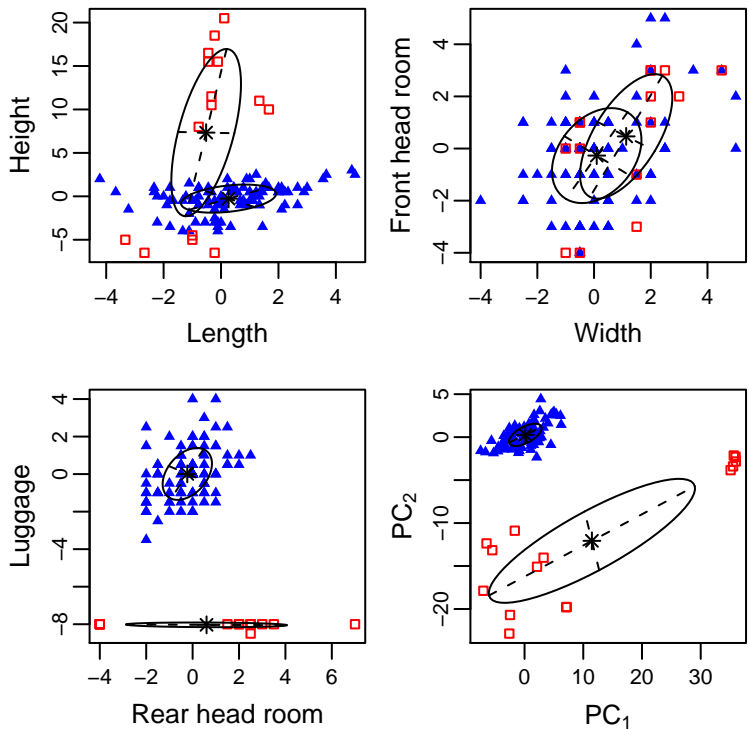 20
15
10
5
0
−5
−4 −2 0 2 4
Height
Length
4
2
0
−2
−4
−4 −2 0 2 4
Front head room
Width
4
2
0
−4
−8
−4 −2 0 2 4 6
Luggage
Rear head room
5
0
−10
−20
0 10 20 30
PC₂
PC₁